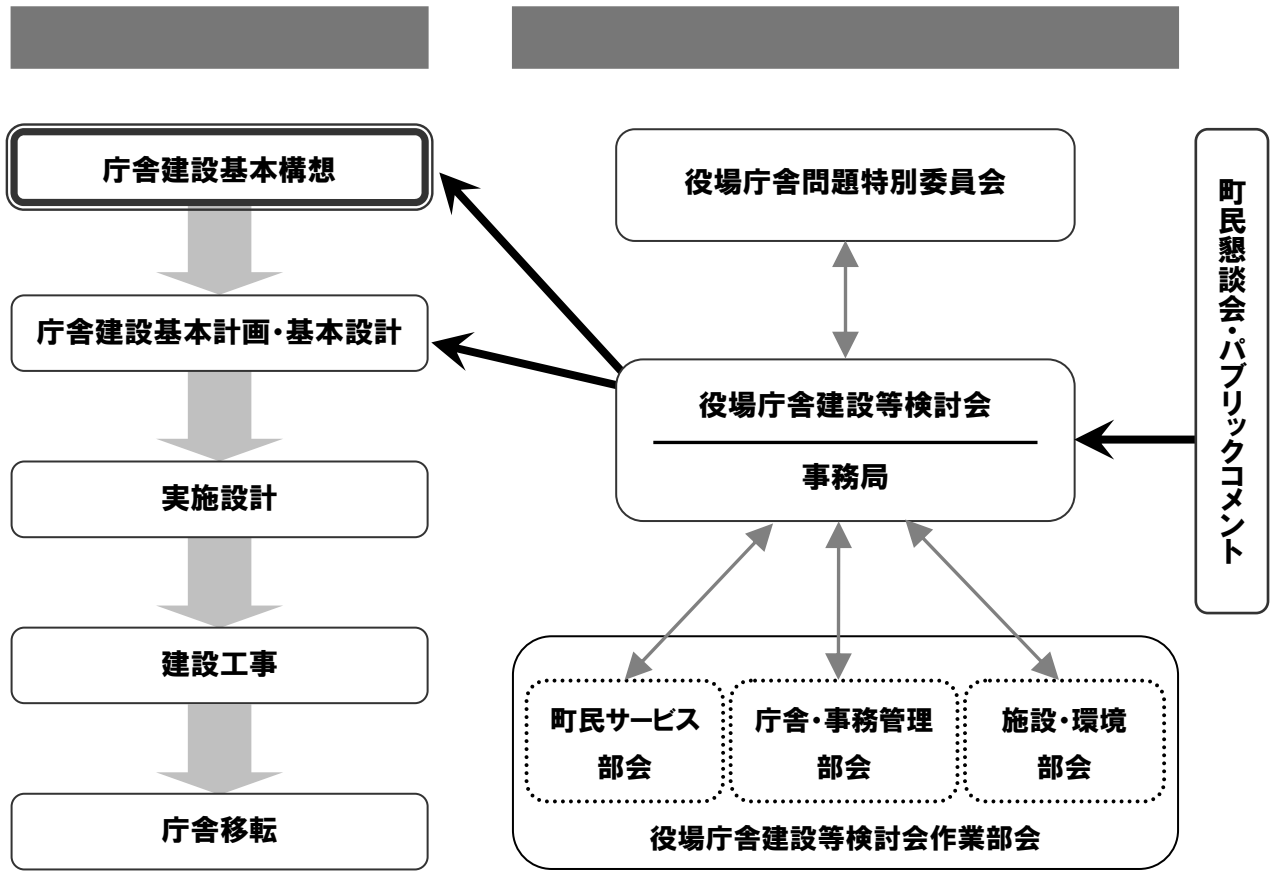 庁舎建設基本構想
庁舎建設基本計画・基本設計
実施設計
建設工事
庁舎移転
役場庁舎問題特別委員会
役場庁舎建設等検討会
事務局
町民サービス
部会
庁舎・事務管理
部会
施設・環境
部会
役場庁舎建設等検討会作業部会
町民懇談会・パブリックコメント